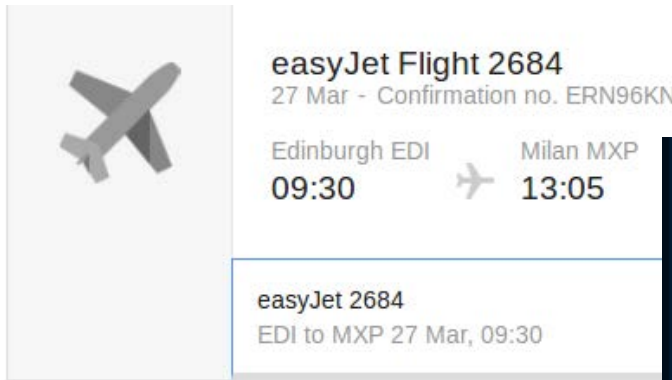 easyJet Flight 2684
27 Mar - Confirmation no. ERN96KN
Edinburgh EDI Milan MXP
09:30 13:05
easyJet 2684
EDI to MXP 27 Mar, 09:30